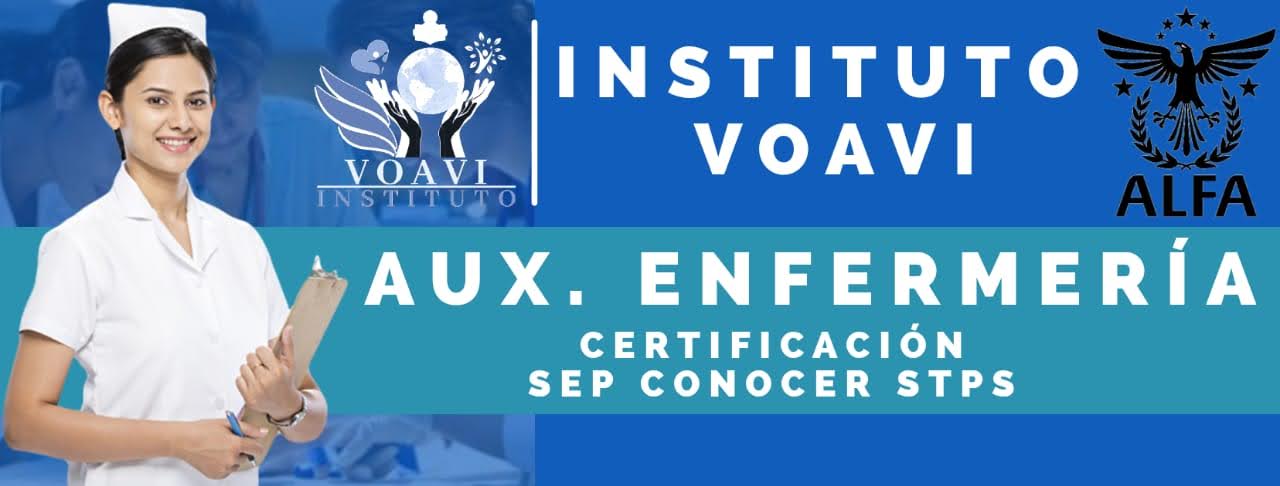 VOAVI
INSTITUTO
INSTITUTO
VOAVI
ALFA
AUX. ENFERMERÍA
CERTIFICACIÓN
SEP CONOCER STPS